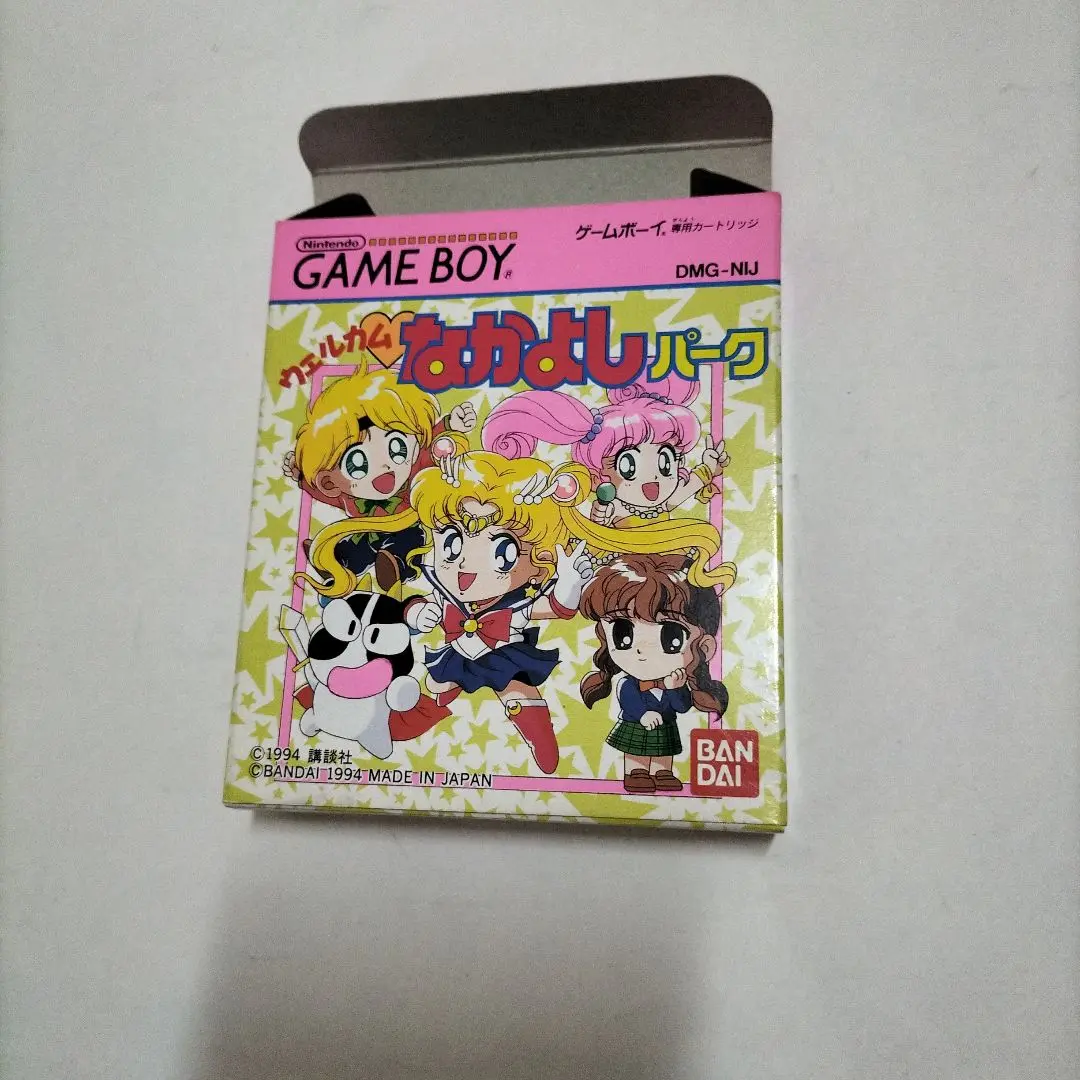 Nintendo
GAME BOY®
ゲームボーイ® 専用カートリッジ
DMG-NIJ
ウェルカム
なかよしパーク
©1994 講談社
©BANDAI 1994 MADE IN JAPAN
BAN
DAI